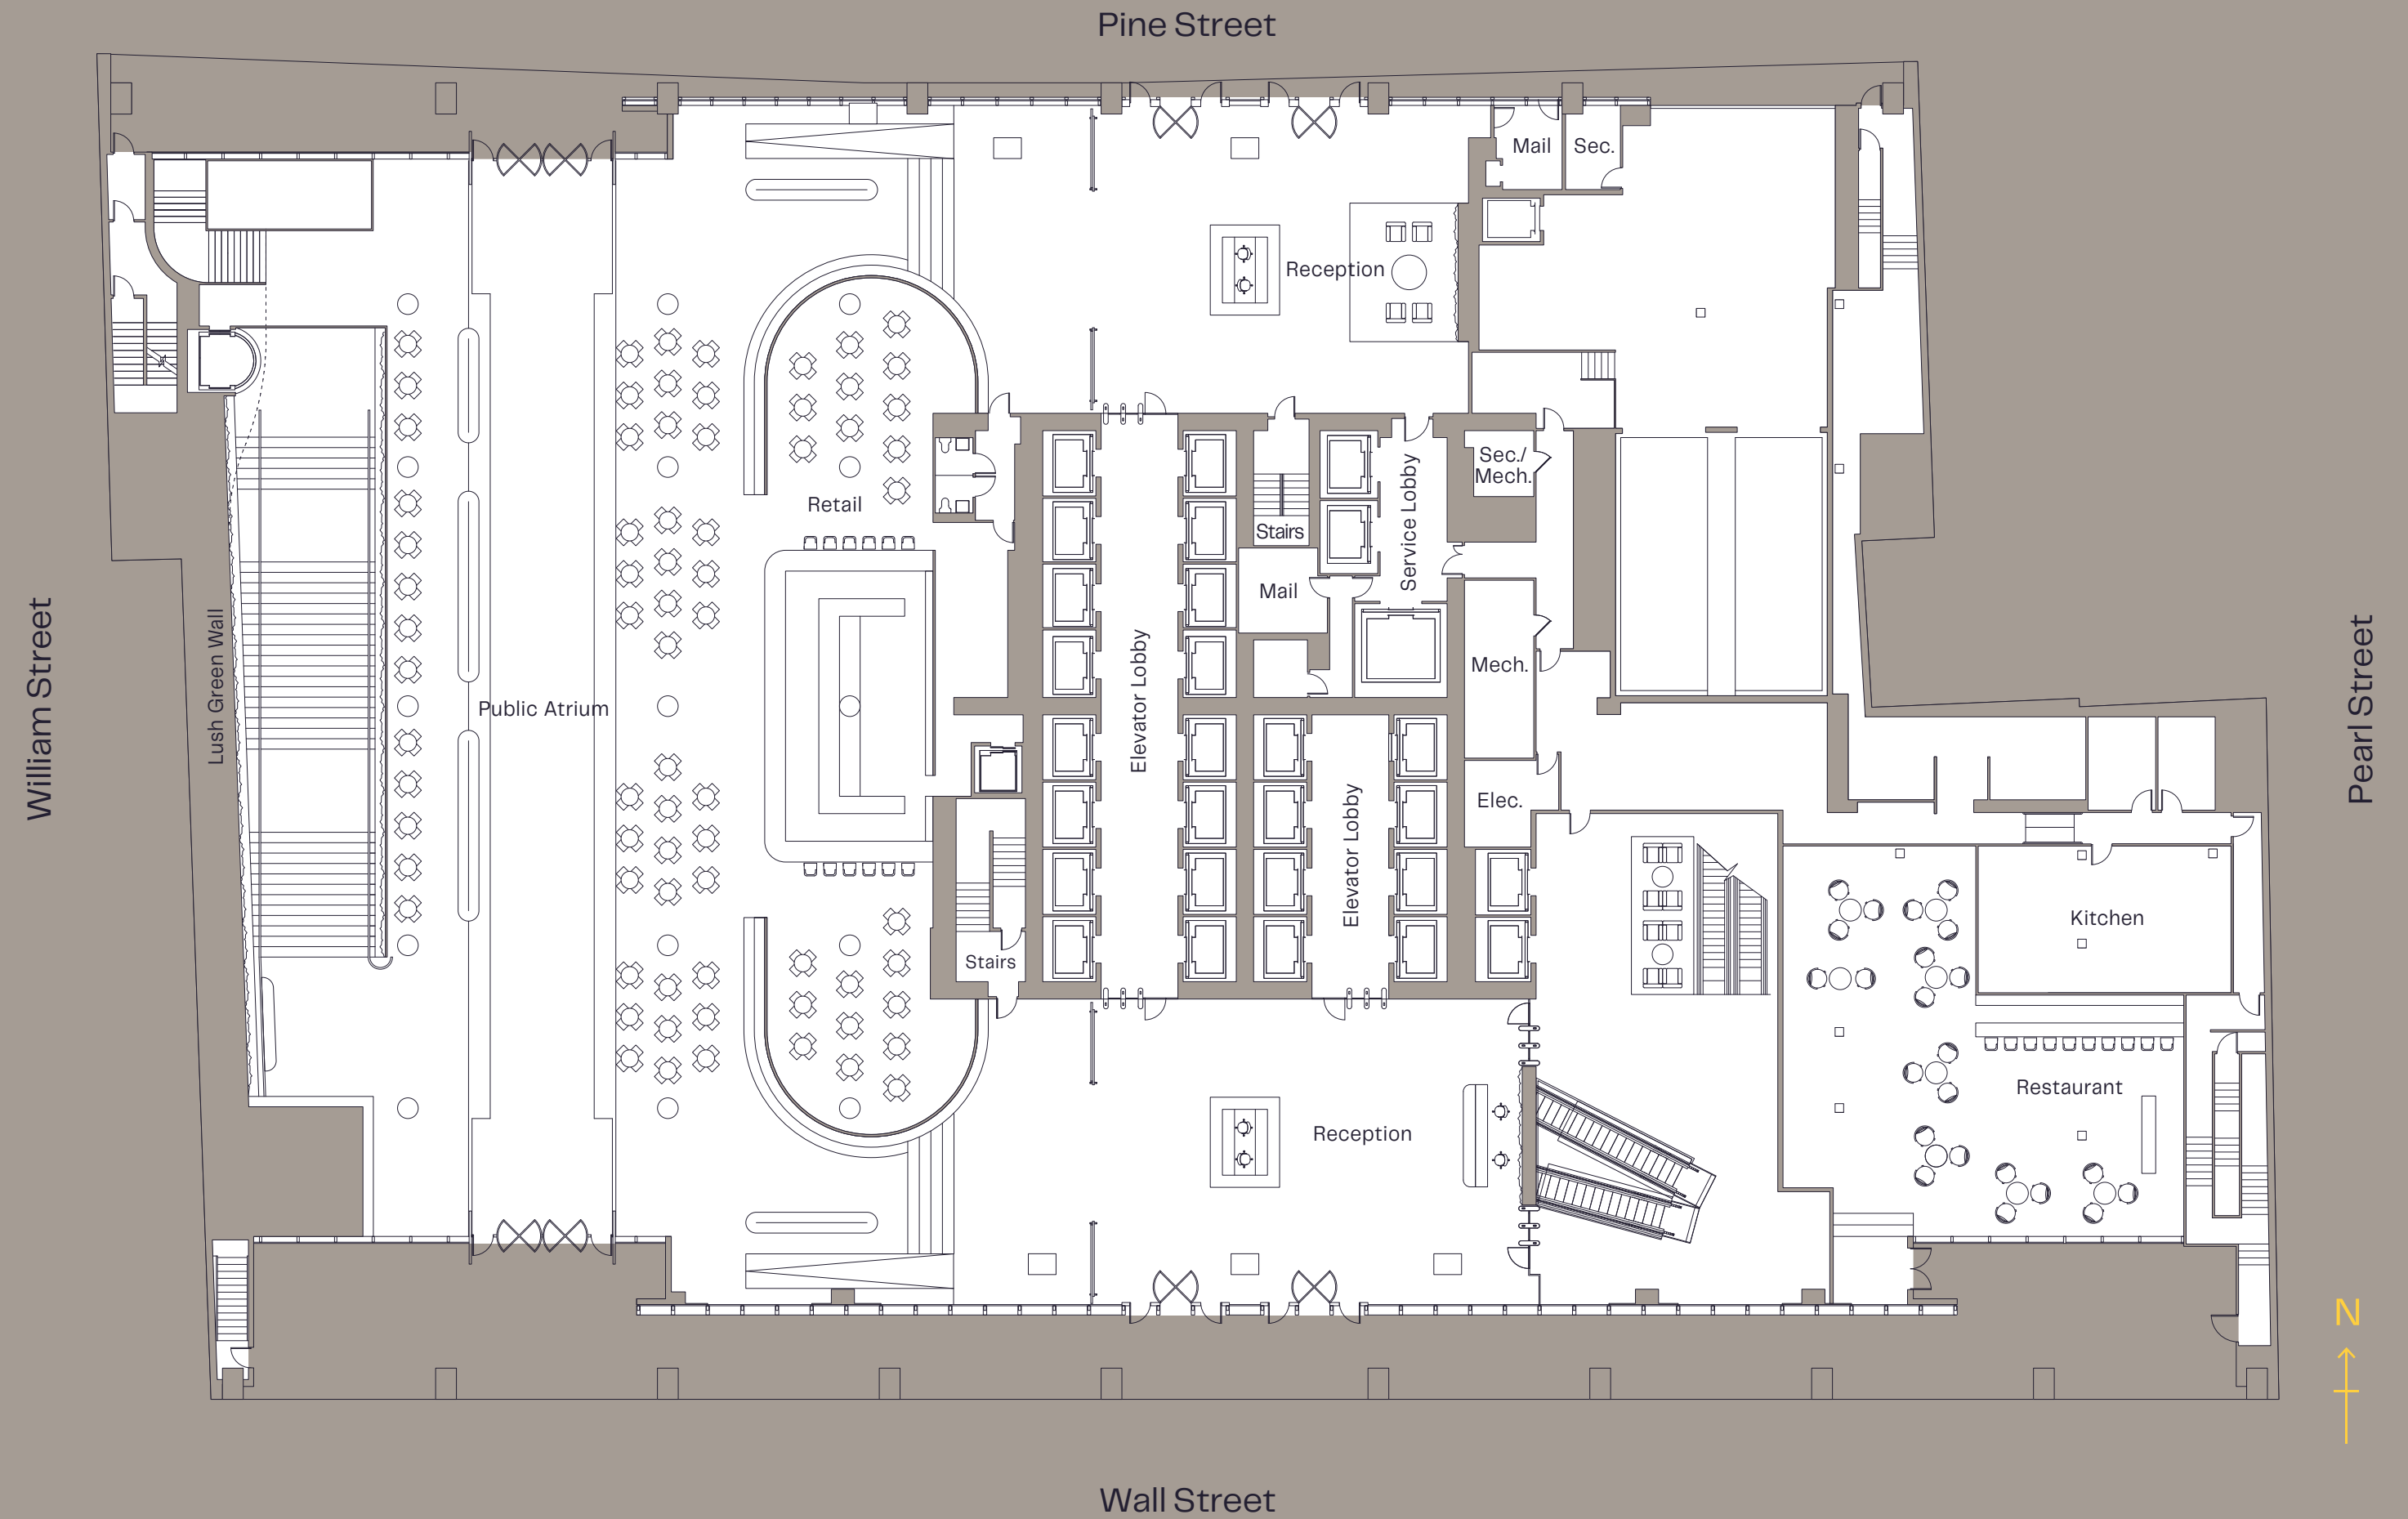 Pine Street
Mail
Sec.
Reception
Sec./
Mech.
Service Lobby
Retail
Stairs
Mail
William Street
Lush Green Wall
Public Atrium
Elevator Lobby
Mech.
Pearl Street
Elec.
Elevator Lobby
Kitchen
Stairs
Restaurant
Reception
N
Wall Street